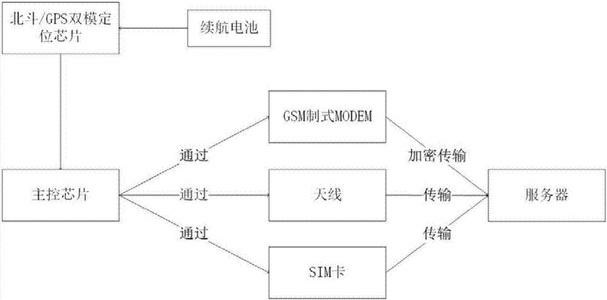 北斗/GPS双模定
位芯片
续航电池
GSM制式MODEM
通过
加密传输
主控芯片
通过
天线
传输
服务器
通过
传输
SIM卡